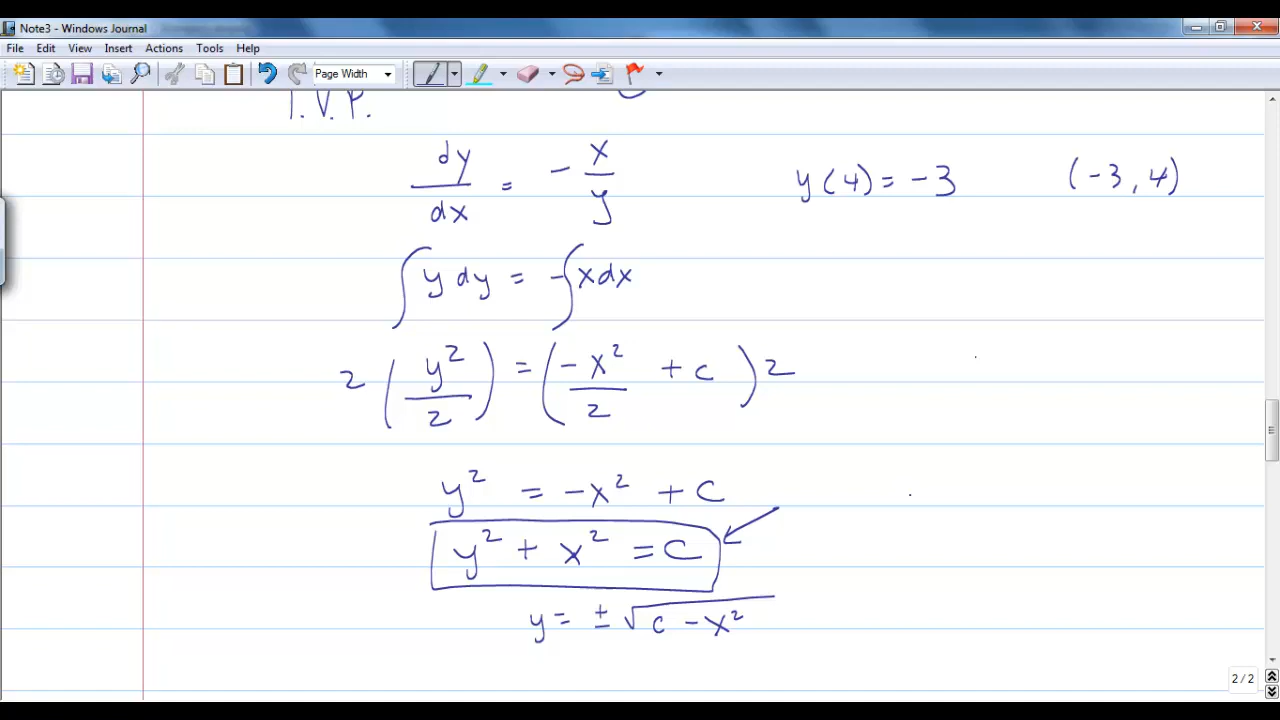 Note3 - Windows Journal
File Edit View Insert Actions Tools Help
Page Width
I.V.P.
dy/dx = - x/y y(4) = -3 (-3, 4)
∫ y dy = -∫ x dx
2 ( y²/2 ) = ( -x²/2 + c ) 2
y² = -x² + C
y² + x² = C
y = ± √(c - x²)
2 / 2